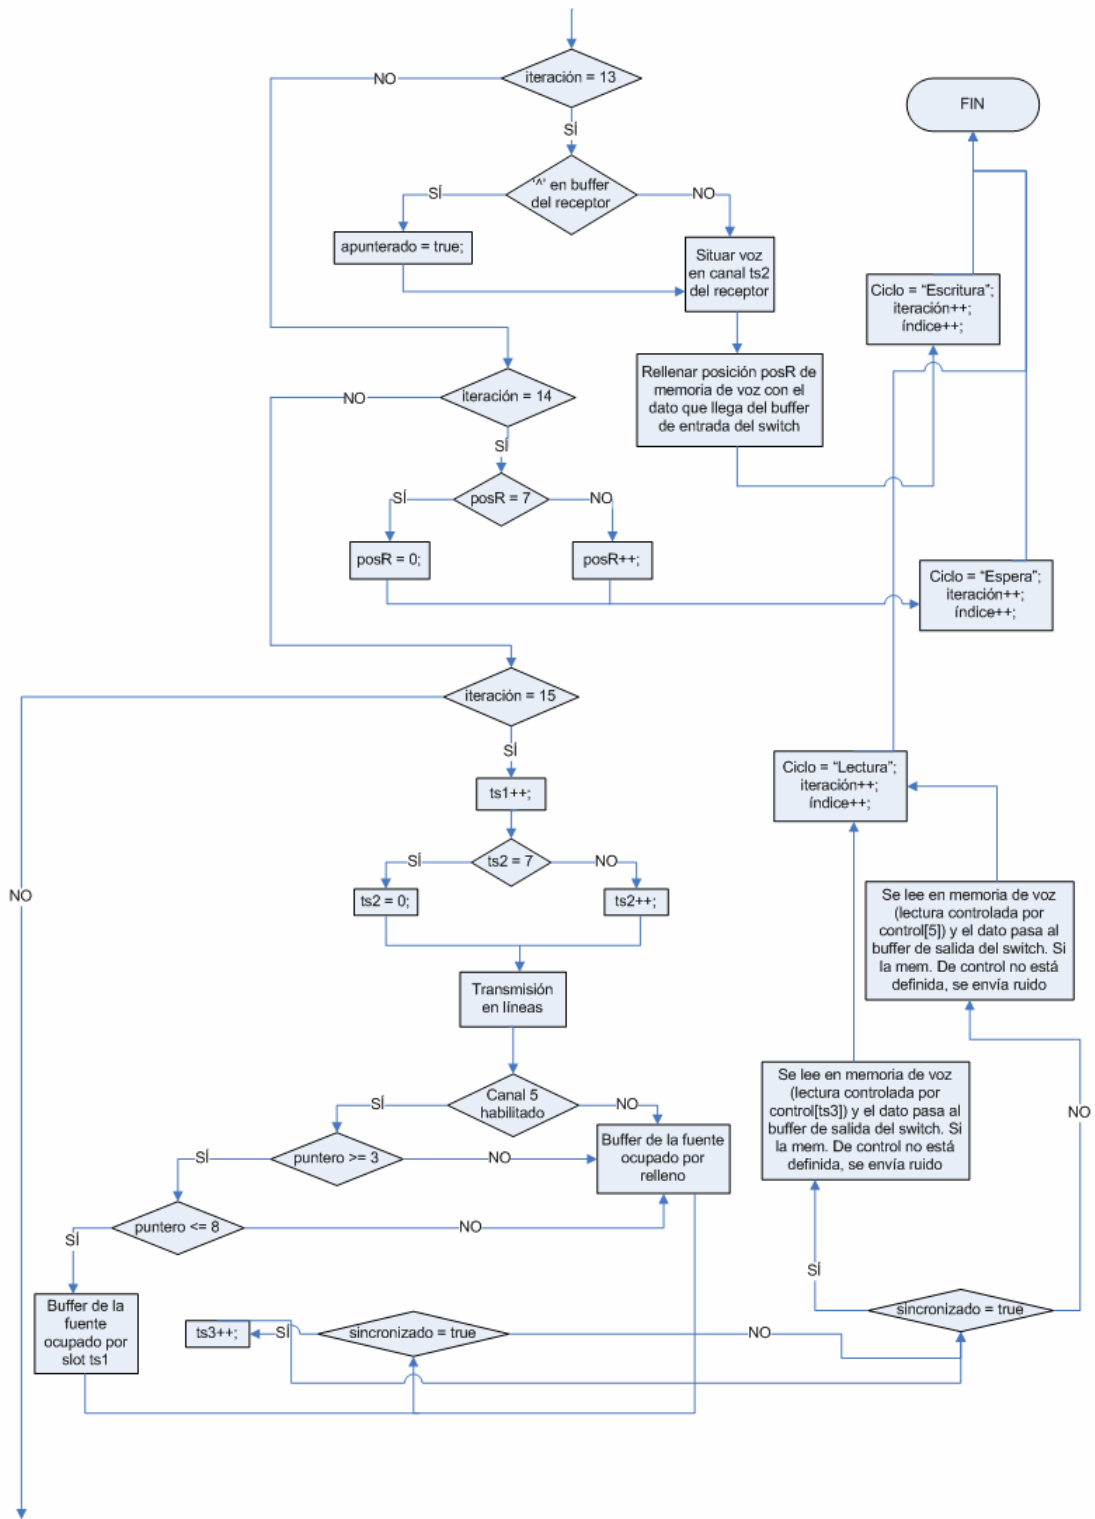 iteración = 13
NO
SÍ
FIN
'^' en buffer
del receptor
SÍ
NO
apunterado = true;
Situar voz
en canal ts2
del receptor
Ciclo = "Escritura";
iteración++;
índice++;
Rellenar posición posR de
memoria de voz con el
dato que llega del buffer
de entrada del switch
iteración = 14
NO
SÍ
posR = 7
SÍ
NO
posR = 0;
posR++;
Ciclo = "Espera";
iteración++;
índice++;
iteración = 15
NO
SÍ
ts1++;
Ciclo = "Lectura";
iteración++;
índice++;
ts2 = 7
SÍ
NO
ts2 = 0;
ts2++;
Se lee en memoria de voz
(lectura controlada por
control[5]) y el dato pasa al
buffer de salida del switch. Si
la mem. De control no está
definida, se envía ruido
Transmisión
en líneas
Canal 5
habilitado
SÍ
NO
Se lee en memoria de voz
(lectura controlada por
control[ts3]) y el dato pasa al
buffer de salida del switch. Si
la mem. De control no está
definida, se envía ruido
NO
puntero >= 3
SÍ
NO
Buffer de la fuente
ocupado por
relleno
puntero <= 8
SÍ
NO
Buffer de la
fuente
ocupado por
slot ts1
ts3++;
SÍ
sincronizado = true
NO
SÍ
sincronizado = true